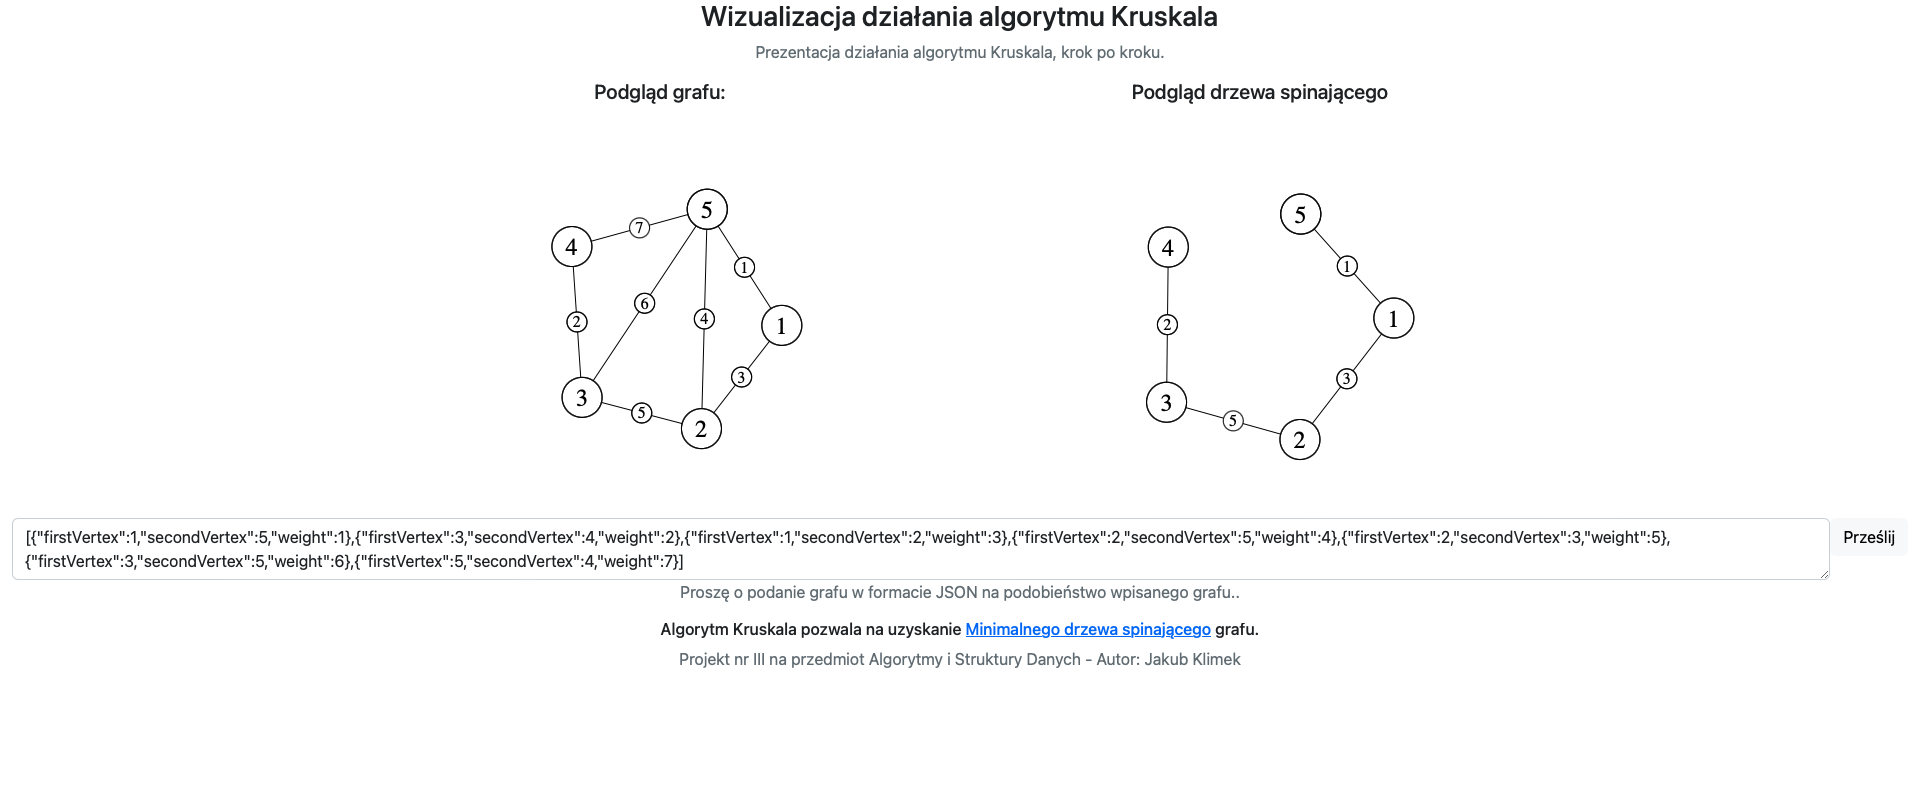 Wizualizacja działania algorytmu Kruskala
Prezentacja działania algorytmu Kruskala, krok po kroku.
Podgląd grafu:
5
7
4
1
6
2
4
1
3
3
5
2
Podgląd drzewa spinającego
5
4
1
1
2
3
3
5
2
[{"firstVertex":1,"secondVertex":5,"weight":1},{"firstVertex":3,"secondVertex":4,"weight":2},{"firstVertex":1,"secondVertex":2,"weight":3},{"firstVertex":2,"secondVertex":5,"weight":4},{"firstVertex":2,"secondVertex":3,"weight":5},
{"firstVertex":3,"secondVertex":5,"weight":6},{"firstVertex":5,"secondVertex":4,"weight":7}]
Prześlij
Proszę o podanie grafu w formacie JSON na podobieństwo wpisanego grafu..
Algorytm Kruskala pozwala na uzyskanie Minimalnego drzewa spinającego grafu.
Projekt nr III na przedmiot Algorytmy i Struktury Danych - Autor: Jakub Klimek